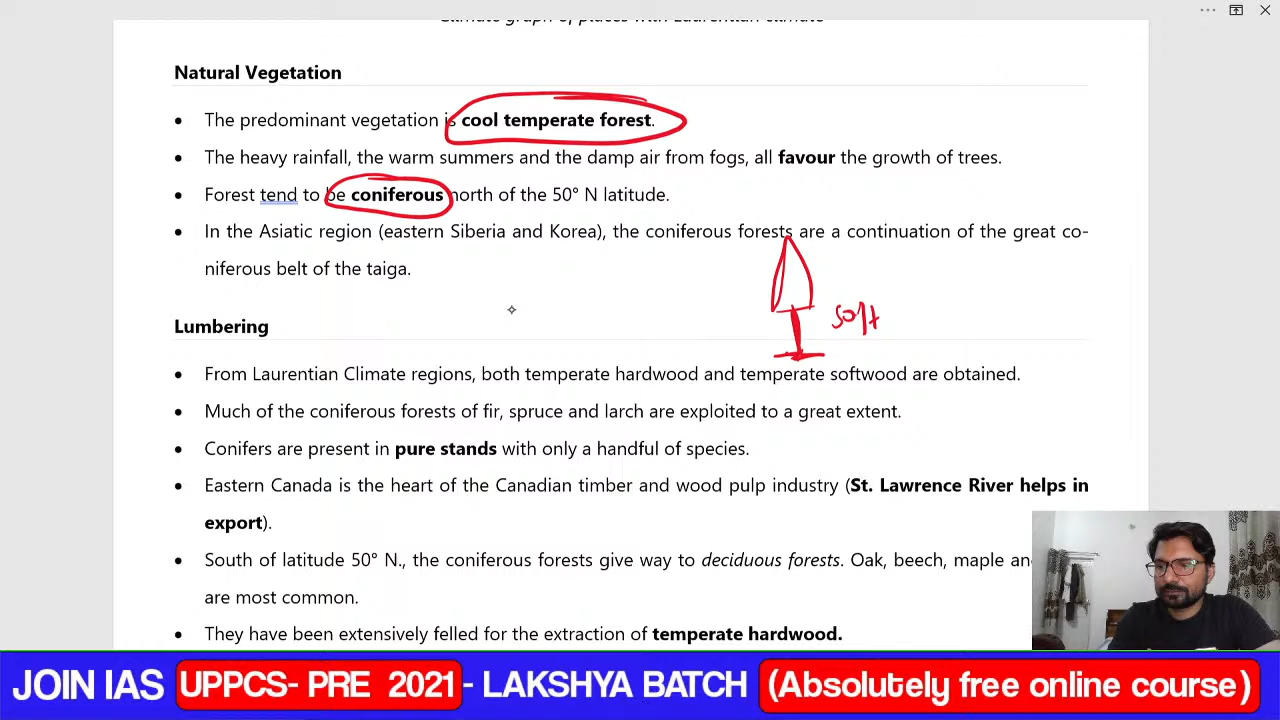 Climate graph of places with Laurentian climate
Natural Vegetation
• The predominant vegetation is cool temperate forest.
• The heavy rainfall, the warm summers and the damp air from fogs, all favour the growth of trees.
• Forest tend to be coniferous north of the 50° N latitude.
• In the Asiatic region (eastern Siberia and Korea), the coniferous forests are a continuation of the great co-
niferous belt of the taiga.
soft
Lumbering
• From Laurentian Climate regions, both temperate hardwood and temperate softwood are obtained.
• Much of the coniferous forests of fir, spruce and larch are exploited to a great extent.
• Conifers are present in pure stands with only a handful of species.
• Eastern Canada is the heart of the Canadian timber and wood pulp industry (St. Lawrence River helps in
export).
• South of latitude 50° N., the coniferous forests give way to deciduous forests. Oak, beech, maple an
are most common.
• They have been extensively felled for the extraction of temperate hardwood.
JOIN IAS UPPCS- PRE 2021 - LAKSHYA BATCH (Absolutely free online course)